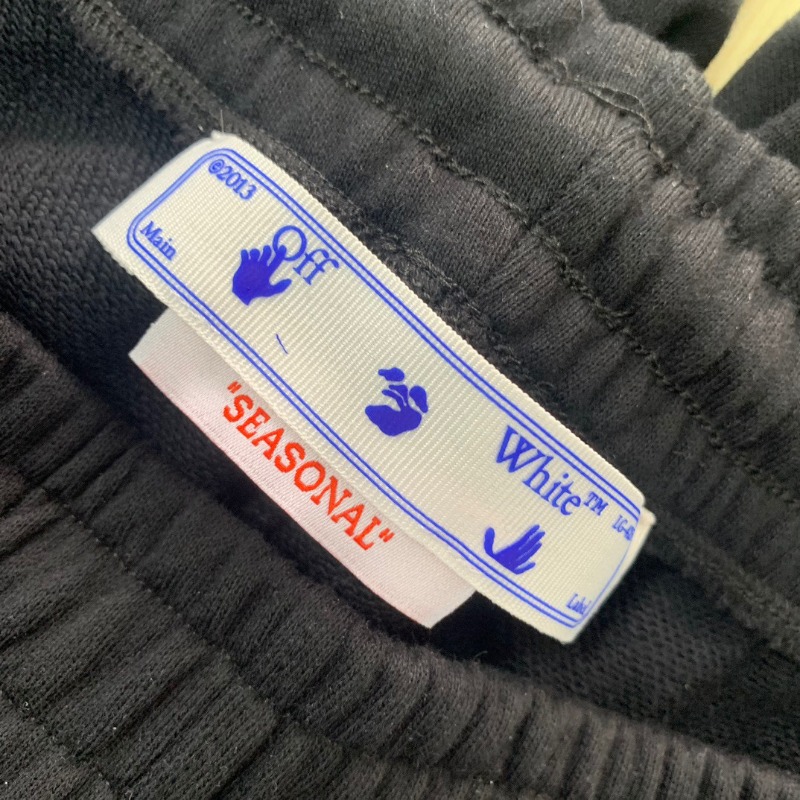 ©2013
Main
Off
White™
"SEASONAL"